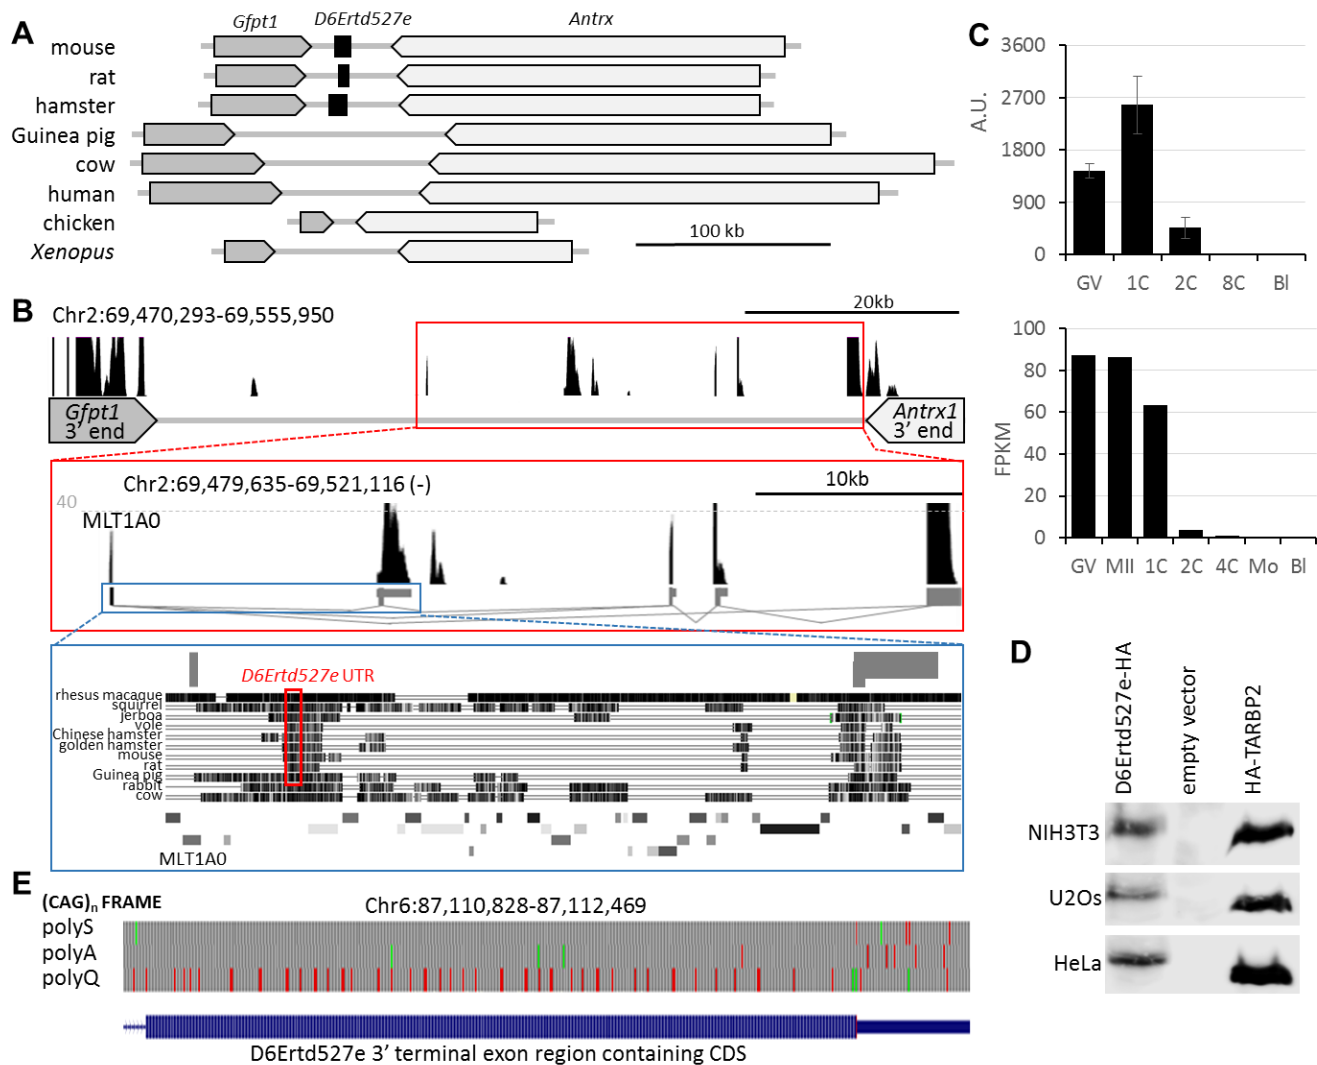 A
Gfpt1 D6Ertd527e Antrx
mouse
rat
hamster
Guinea pig
cow
human
chicken
Xenopus
100 kb
B
Chr2:69,470,293-69,555,950
20kb
Gfpt1
3’ end
Antrx1
3’ end
Chr2:69,479,635-69,521,116 (-)
10kb
40
MLT1A0
D6Ertd527e UTR
rhesus macaque
squirrel
jerboa
vole
Chinese hamster
golden hamster
mouse
rat
Guinea pig
rabbit
cow
MLT1A0
C
3600
2700
1800
900
0
A.U.
GV 1C 2C 8C Bl
100
80
60
40
20
0
FPKM
GV MII 1C 2C 4C Mo Bl
D
D6Ertd527e-HA
empty vector
HA-TARBP2
NIH3T3
U2Os
HeLa
E
(CAG)n FRAME
Chr6:87,110,828-87,112,469
polyS
polyA
polyQ
D6Ertd527e 3’ terminal exon region containing CDS